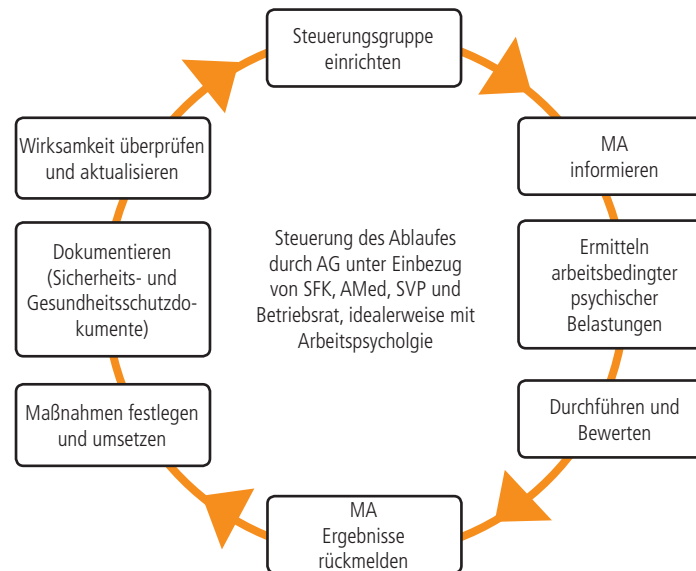 Steuerungsgruppe
einrichten
MA
informieren
Ermitteln
arbeitsbedingter
psychischer
Belastungen
Durchführen und
Bewerten
MA
Ergebnisse
rückmelden
Maßnahmen festlegen
und umsetzen
Dokumentieren
(Sicherheits- und
Gesundheitsschutzdo-
kumente)
Wirksamkeit überprüfen
und aktualisieren
Steuerung des Ablaufes
durch AG unter Einbezug
von SFK, AMed, SVP und
Betriebsrat, idealerweise mit
Arbeitspsycholgie